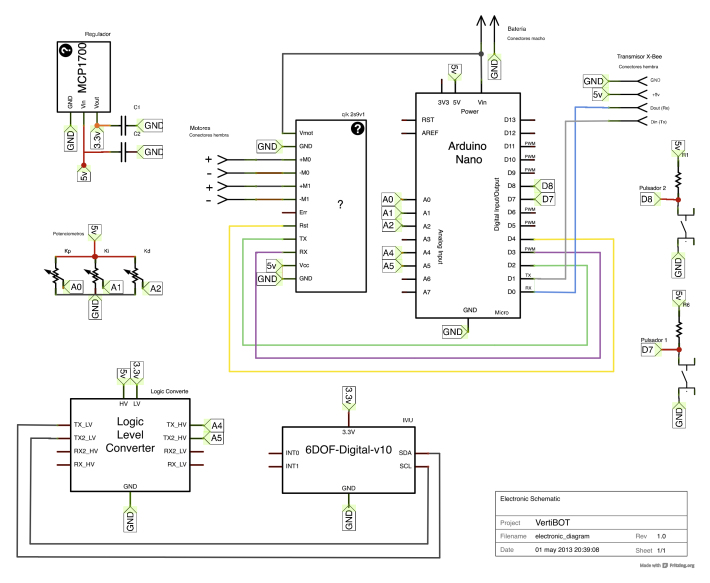 Regulador
MCP1700
?
GND
Vin
Vout
C1
GND
C2
GND
GND
3.3v
5v
Bateria
Conectores macho
GND
5v
3V3 5V Vin
Power
Arduino
Nano
RST
AREF
A0 A0
A1 A1
A2 A2
A3
A4 A4
A5 A5
A6
A7
Analog Input
Digital Input/Output
D13
D12
D11 PWM
D10 PWM
D9 PWM
D8 D8
D7 D7
D6 PWM
D5 PWM
D4
D3 PWM
D2
D1 TX
D0 RX
GND
Micro
GND
Transmisor X-Bee
Conectores hembra
GND GND
5v +5v
Dout (Rx)
Din (Tx)
Motores
Conectores hembra
+
-
+
-
qik 2s9v1
?
Vmot
GND GND
+M0
-M0
+M1
-M1
Err
Rst
TX
RX
5v Vcc
GND GND
?
5v
R1
Pulsador 2
D8
GND
5v
R6
Pulsador 1
D7
GND
Potenciometros
5v
Kp Ki Kd
A0 A1 A2
GND
Logic Converte
5v
3.3v
HV LV
Logic
Level
Converter
TX_LV TX_HV A4
TX2_LV TX2_HV A5
RX2_HV RX2_LV
RX_HV RX_LV
GND
GND
3.3v
IMU
3.3V
6DOF-Digital-v10
INT0 SDA
INT1 SCL
GND
GND
Electronic Schematic
Project VertiBOT
Filename electronic_diagram Rev 1.0
Date 01 may 2013 20:39:08 Sheet 1/1
Made with Fritzing.org